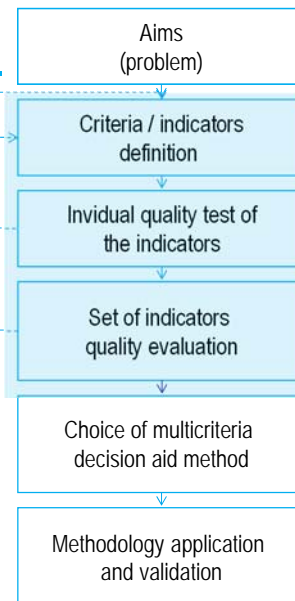 Aims
(problem)
Criteria / indicators
definition
Invidual quality test of
the indicators
Set of indicators
quality evaluation
Choice of multicriteria
decision aid method
Methodology application
and validation